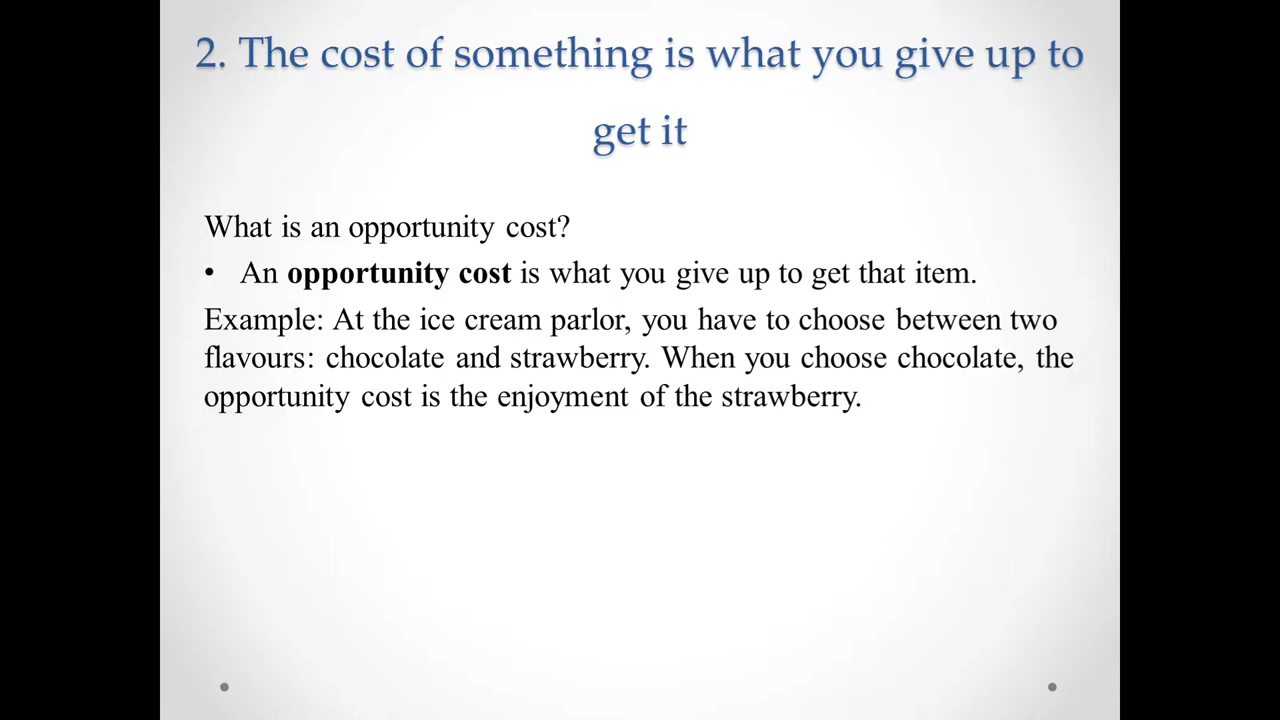 2. The cost of something is what you give up to
get it
What is an opportunity cost?
• An opportunity cost is what you give up to get that item.
Example: At the ice cream parlor, you have to choose between two
flavours: chocolate and strawberry. When you choose chocolate, the
opportunity cost is the enjoyment of the strawberry.